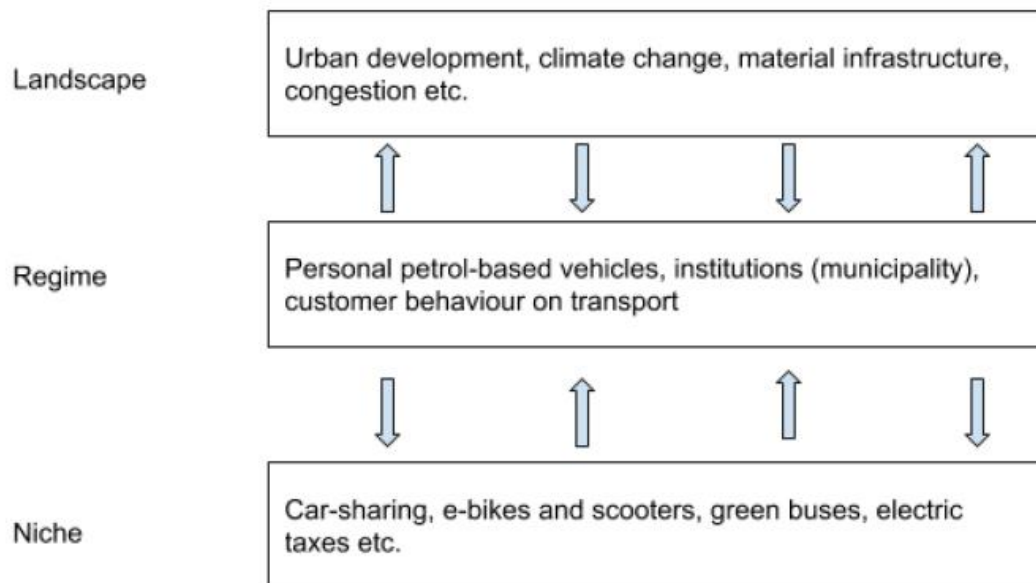 Landscape
Urban development, climate change, material infrastructure,
congestion etc.
Regime
Personal petrol-based vehicles, institutions (municipality),
customer behaviour on transport
Niche
Car-sharing, e-bikes and scooters, green buses, electric
taxes etc.